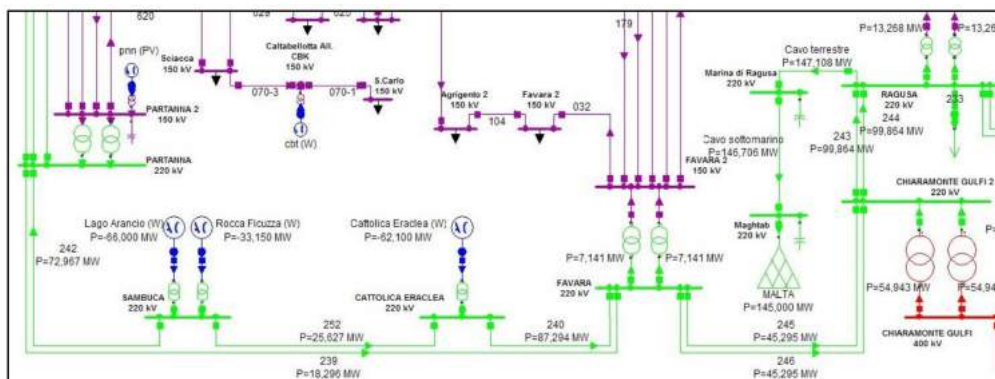 620
629
625
179
pnn (PV)
Sciacca
150 kV
Caltabellotta All.
CBK
150 kV
S.Carlo
150 kV
070-3
070-1
cbt (W)
PARTANNA 2
150 kV
PARTANNA
220 kV
Agrigento 2
150 kV
Favara 2
150 kV
104
032
FAVARA 2
150 kV
P=13,268 MW
P=13,26
Cavo terrestre
P=147,108 MW
Marina di Ragusa
220 kV
RAGUSA
220 kV
233
244
P=99,864 MW
243
P=99,864 MW
Cavo sottomarino
P=146,706 MW
CHIARAMONTE GULFI 2
220 kV
Maghtab
220 kV
MALTA
P=145,000 MW
Lago Arancio (W)
P=-66,000 MW
Rocca Ficuzza (W)
P=-33,150 MW
Cattolica Eraclea (W)
P=-62,100 MW
242
P=72,967 MW
P=7,141 MW
P=7,141 MW
P=
P=54,943 MW
P=54,94
SAMBUCA
220 kV
CATTOLICA ERACLEA
220 kV
FAVARA
220 kV
252
P=25,627 MW
240
P=87,294 MW
245
P=45,295 MW
CHIARAMONTE GULFI
400 kV
239
P=18,296 MW
246
P=45,295 MW